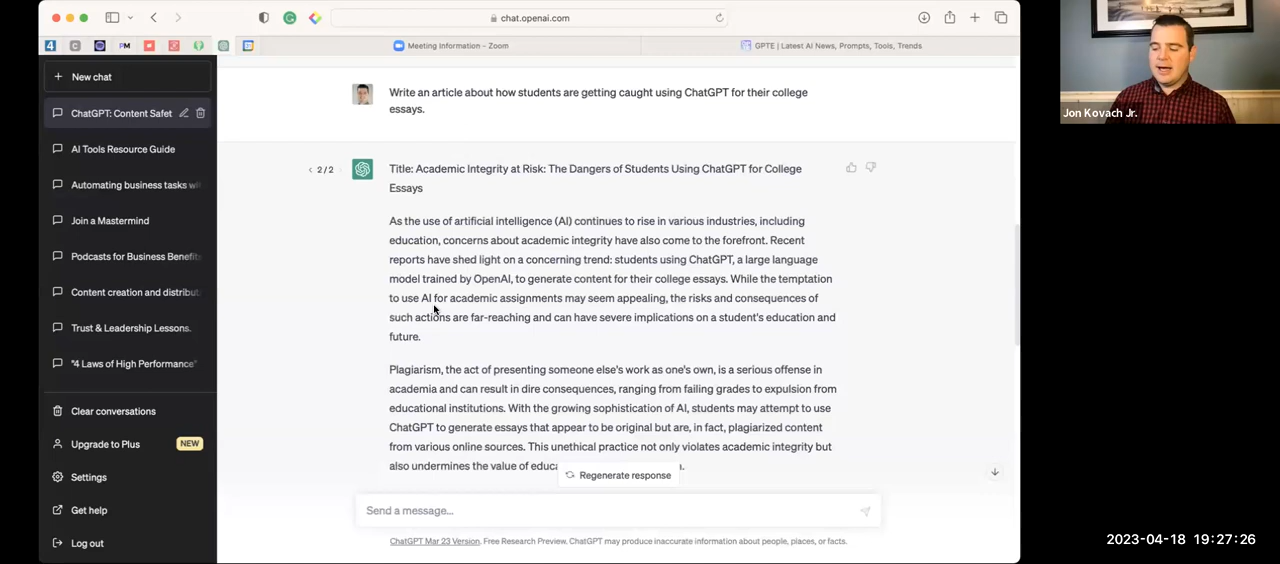 chat.openai.com
4
C
PM
Meeting Information - Zoom
GPTE | Latest AI News, Prompts, Tools, Trends
New chat
ChatGPT: Content Safet
AI Tools Resource Guide
Automating business tasks wi
Join a Mastermind
Podcasts for Business Benefits
Content creation and distribut
Trust & Leadership Lessons.
"4 Laws of High Performance"
Clear conversations
Upgrade to Plus NEW
Settings
Get help
Log out
Write an article about how students are getting caught using ChatGPT for their college
essays.
< 2/2 >
Title: Academic Integrity at Risk: The Dangers of Students Using ChatGPT for College
Essays
As the use of artificial intelligence (AI) continues to rise in various industries, including
education, concerns about academic integrity have also come to the forefront. Recent
reports have shed light on a concerning trend: students using ChatGPT, a large language
model trained by OpenAI, to generate content for their college essays. While the temptation
to use AI for academic assignments may seem appealing, the risks and consequences of
such actions are far-reaching and can have severe implications on a student's education and
future.
Plagiarism, the act of presenting someone else's work as one's own, is a serious offense in
academia and can result in dire consequences, ranging from failing grades to expulsion from
educational institutions. With the growing sophistication of AI, students may attempt to use
ChatGPT to generate essays that appear to be original but are, in fact, plagiarized content
from various online sources. This unethical practice not only violates academic integrity but
also undermines the value of educa
Regenerate response
Send a message...
ChatGPT Mar 23 Version. Free Research Preview. ChatGPT may produce inaccurate information about people, places, or facts.
Jon Kovach Jr.
2023-04-18 19:27:26